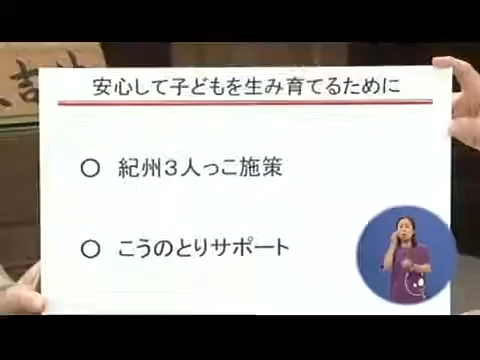 安心して子どもを生み育てるために
○ 紀州３人っこ施策
○ こうのとりサポート